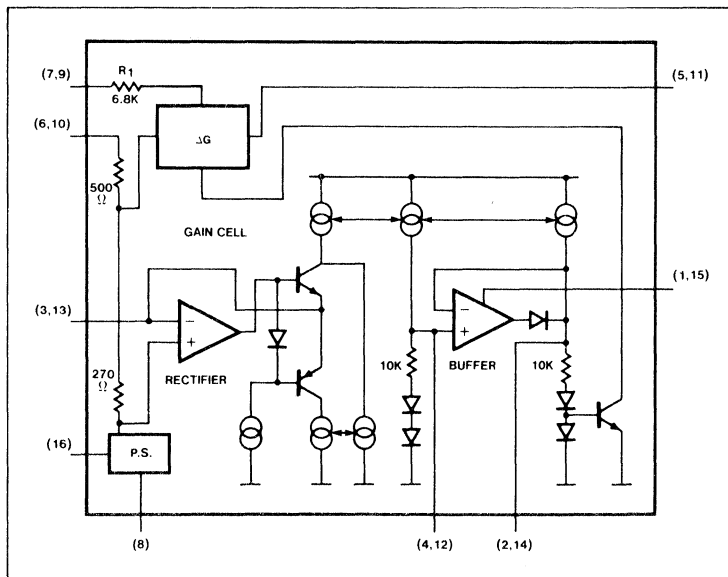 (7,9)
R1
6.8K
(5,11)
(6,10)
ΔG
500
Ω
GAIN CELL
(3,13)
(1,15)
−
+
RECTIFIER
−
+
BUFFER
10K
10K
270
Ω
(16)
P.S.
(8)
(4,12)
(2,14)